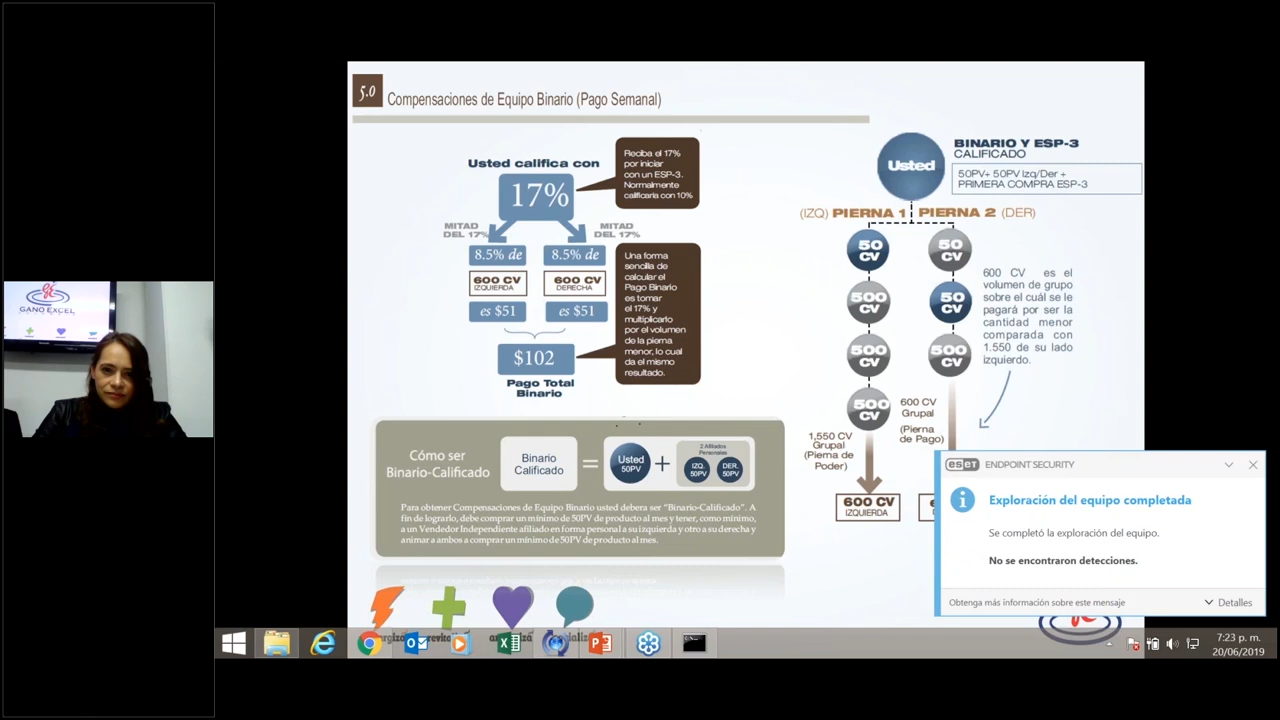 5.0
Compensaciones de Equipo Binario (Pago Semanal)
Usted califica con
17%
Reciba el 17%
por iniciar
con un ESP-3.
Normalmente
calificaria con 10%
MITAD
DEL 17%
MITAD
DEL 17%
8.5% de
8.5% de
600 CV
IZQUIERDA
600 CV
DERECHA
es $51
es $51
$102
Pago Total
Binario
Una forma
sencilla de
calcular el
Pago Binario
es tomar
el 17% y
multiplicarlo
por el volumen
de la pierna
menor, lo cual
da el mismo
resultado.
Usted
BINARIO Y ESP-3
CALIFICADO
50PV+ 50PV Izq/Der +
PRIMERA COMPRA ESP-3
(IZQ) PIERNA 1
PIERNA 2 (DER)
50
CV
50
CV
500
CV
50
CV
500
CV
500
CV
500
CV
600 CV es el
volumen de grupo
sobre el cuál se le
pagará por ser la
cantidad menor
comparada con
1.550 de su lado
izquierdo.
600 CV
Grupal
(Pierna
de Pago)
1,550 CV
Grupal
(Pierna de
Poder)
600 CV
IZQUIERDA
Cómo ser
Binario-Calificado
Binario
Calificado
=
Usted
50PV
+
2 Afiliados
Personales
IZQ.
50PV
DER.
50PV
Para obtener Compensaciones de Equipo Binario usted debera ser "Binario-Calificado". A
fin de lograrlo, debe comprar un mínimo de 50PV de producto al mes y tener, como mínimo,
a un Vendedor Independiente afiliado en forma personal a su izquierda y otro a su derecha y
animar a ambos a comprar un mínimo de 50PV de producto al mes.
GANO EXCEL
ESET ENDPOINT SECURITY
Exploración del equipo completada
Se completó la exploración del equipo.
No se encontraron detecciones.
Obtenga más información sobre este mensaje
Detalles
7:23 p. m.
20/06/2019